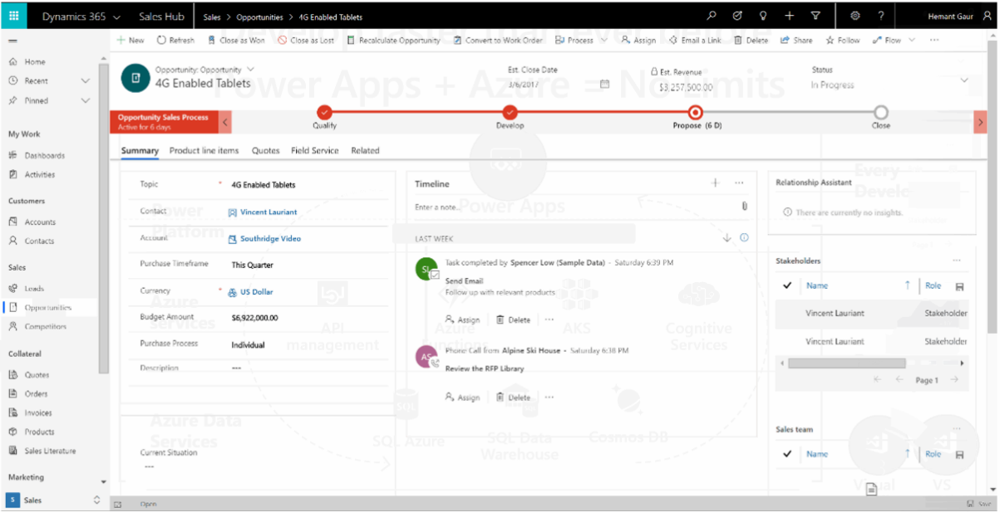 Dynamics 365 Sales Hub Sales > Opportunities > 4G Enabled Tablets Hemant Gaur
New Refresh Close as Won Close as Lost Recalculate Opportunity Convert to Work Order Process Assign Email a Link Delete Share Follow Flow ...
Power Apps + Azure = No Limits
Home
Recent
Pinned
My Work
Dashboards
Activities
Customers
Accounts
Contacts
Sales
Leads
Opportunities
Competitors
Collateral
Quotes
Orders
Invoices
Products
Sales Literature
Marketing
S Sales
Opportunity: Opportunity
4G Enabled Tablets
Est. Close Date
3/6/2017
Est. Revenue
$3,257,500.00
Status
In Progress
Opportunity Sales Process
Active for 6 days
Qualify
Develop
Propose (6 D)
Close
Summary Product line items Quotes Field Service Related
Topic * 4G Enabled Tablets
Contact Vincent Lauriant
Account Southridge Video
Purchase Timeframe This Quarter
Currency * US Dollar
Budget Amount $6,922,000.00
Purchase Process Individual
Description ---
Current Situation
---
Power
Platform
Azure
Services
API
management
Azure Data
Services
Timeline
Enter a note...
Power Apps
LAST WEEK
Task completed by Spencer Low (Sample Data) - Saturday 6:39 PM
Send Email
Follow up with relevant products
Assign Delete ...
Azure
Functions
AKS
Cognitive
Services
AS
Phone Call from Alpine Ski House - Saturday 6:38 PM
Review the RFP Library
Assign Delete ...
SQL
SQL Azure
SQL Data
Warehouse
Cosmos DB
Every
Relationship Assistant
There are currently no insights.
Stakeholders ...
Name Role
Vincent Lauriant Stakeholder
Vincent Lauriant Stakeholder
Page 1
Sales team ...
Name Role
Visual
VS
Open
Save